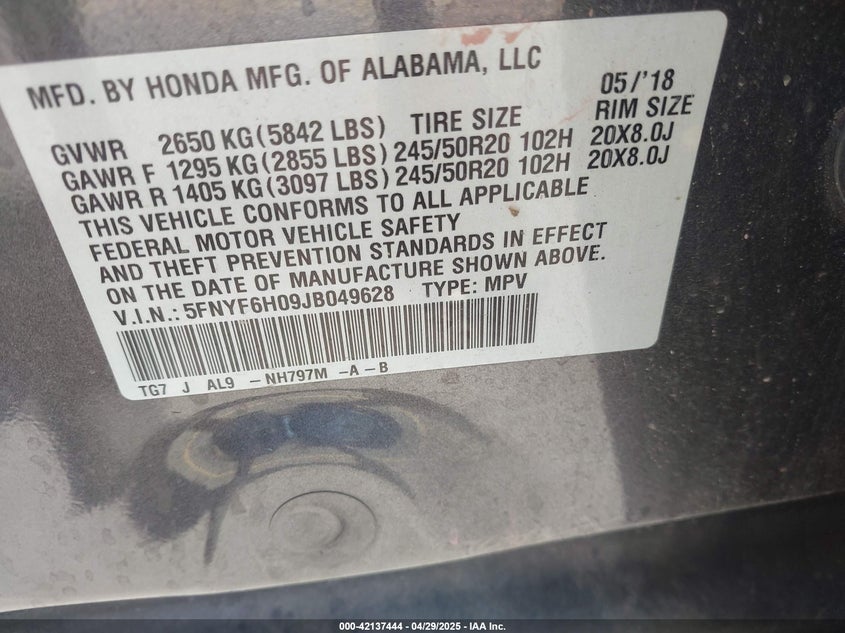 MFD. BY HONDA MFG. OF ALABAMA, LLC 05/'18
GVWR 2650 KG (5842 LBS) TIRE SIZE RIM SIZE
GAWR F 1295 KG (2855 LBS) 245/50R20 102H 20X8.0J
GAWR R 1405 KG (3097 LBS) 245/50R20 102H 20X8.0J
THIS VEHICLE CONFORMS TO ALL APPLICABLE
FEDERAL MOTOR VEHICLE SAFETY
AND THEFT PREVENTION STANDARDS IN EFFECT
ON THE DATE OF MANUFACTURE SHOWN ABOVE.
V.I.N.: 5FNYF6H09JB049628 TYPE: MPV
TG7 J AL9 -NH797M -A-B
000-42137444 | 04/29/2025 - IAA Inc.